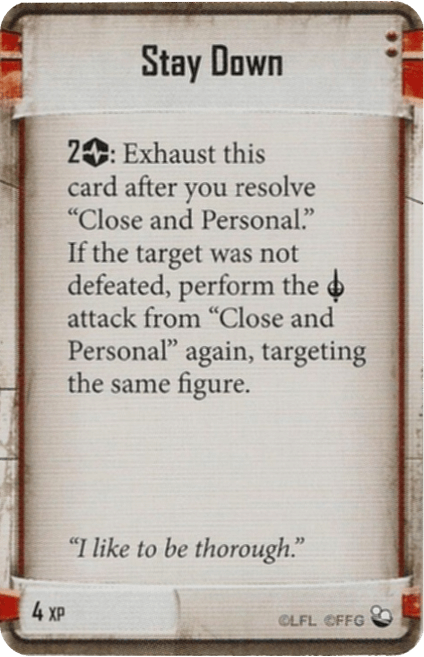 Stay Down
2: Exhaust this
card after you resolve
“Close and Personal.”
If the target was not
defeated, perform the
attack from “Close and
Personal” again, targeting
the same figure.
“I like to be thorough.”
4 XP
©LFL ©FFG